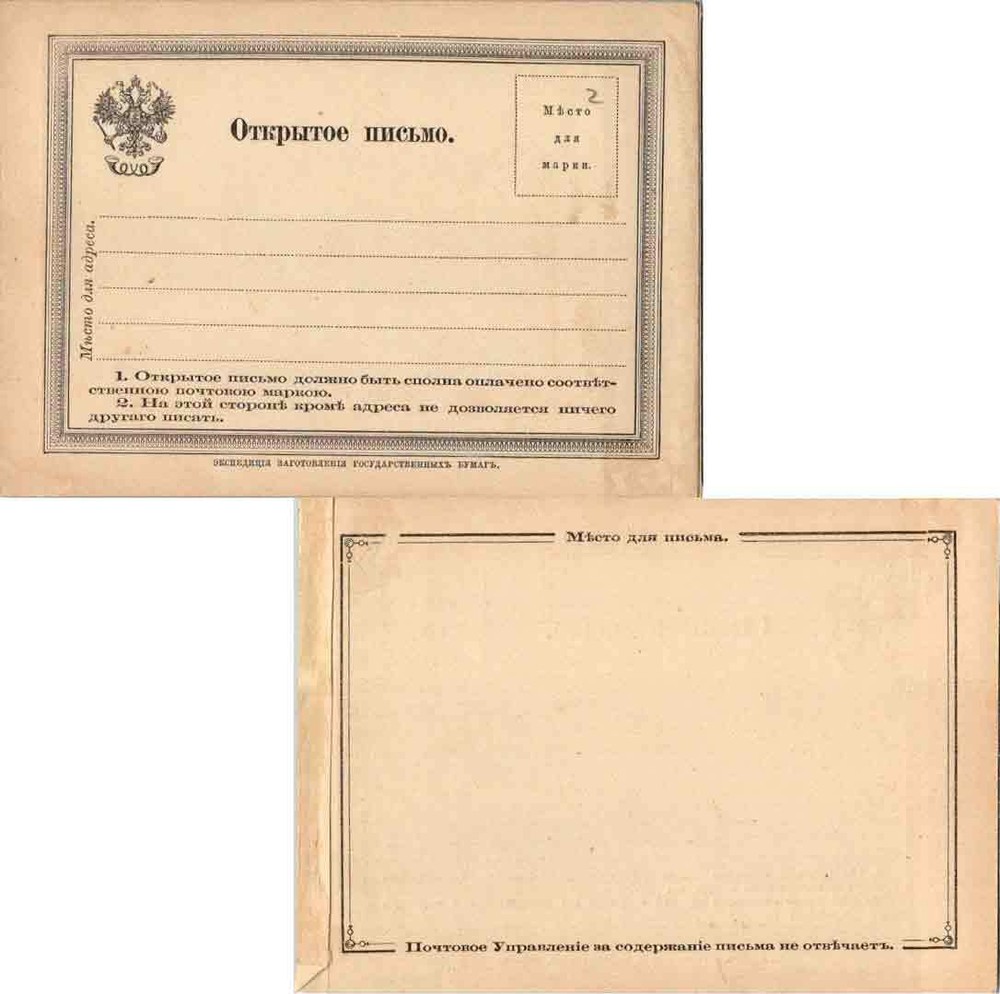 Открытое письмо.
2
Мѣсто
для
марки.
Мѣсто для адреса.
1. Открытое письмо должно быть сполна оплачено соотвѣт-
ственною почтовою маркою.
2. На этой сторонѣ кромѣ адреса не дозволяется ничего
другаго писать.
ЭКСПЕДИЦІЯ ЗАГОТОВЛЕНІЯ ГОСУДАРСТВЕННЫХЪ БУМАГЪ.
Мѣсто для письма.
Почтовое Управленіе за содержаніе письма не отвѣчаетъ.